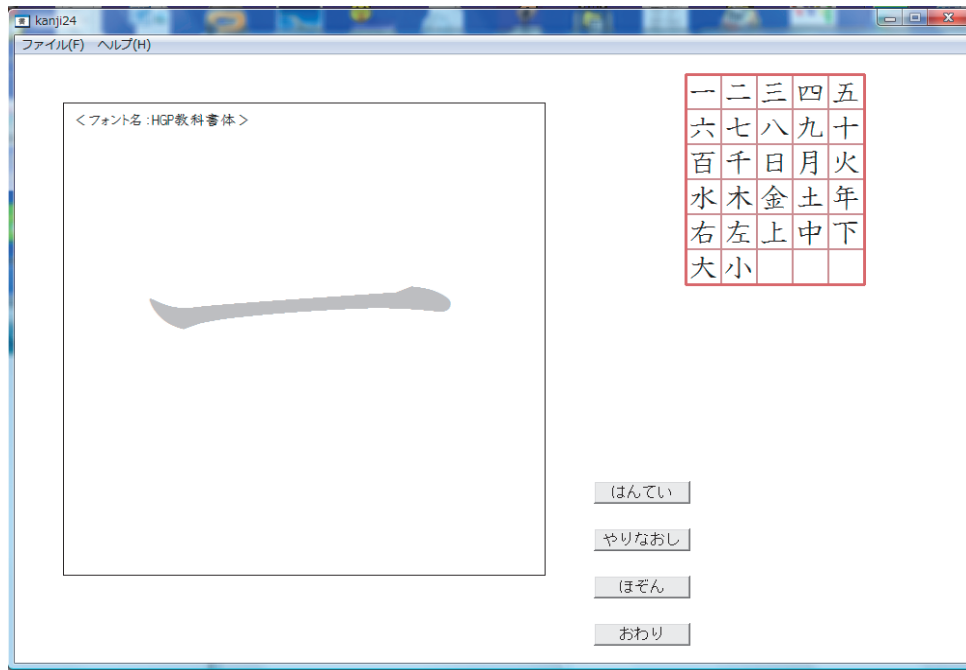 kanji24
ファイル(F) ヘルプ(H)
<フォント名:HGP教科書体>
一
一 二 三 四 五
六 七 八 九 十
百 千 日 月 火
水 木 金 土 年
右 左 上 中 下
大 小
はんてい
やりなおし
ほぞん
おわり